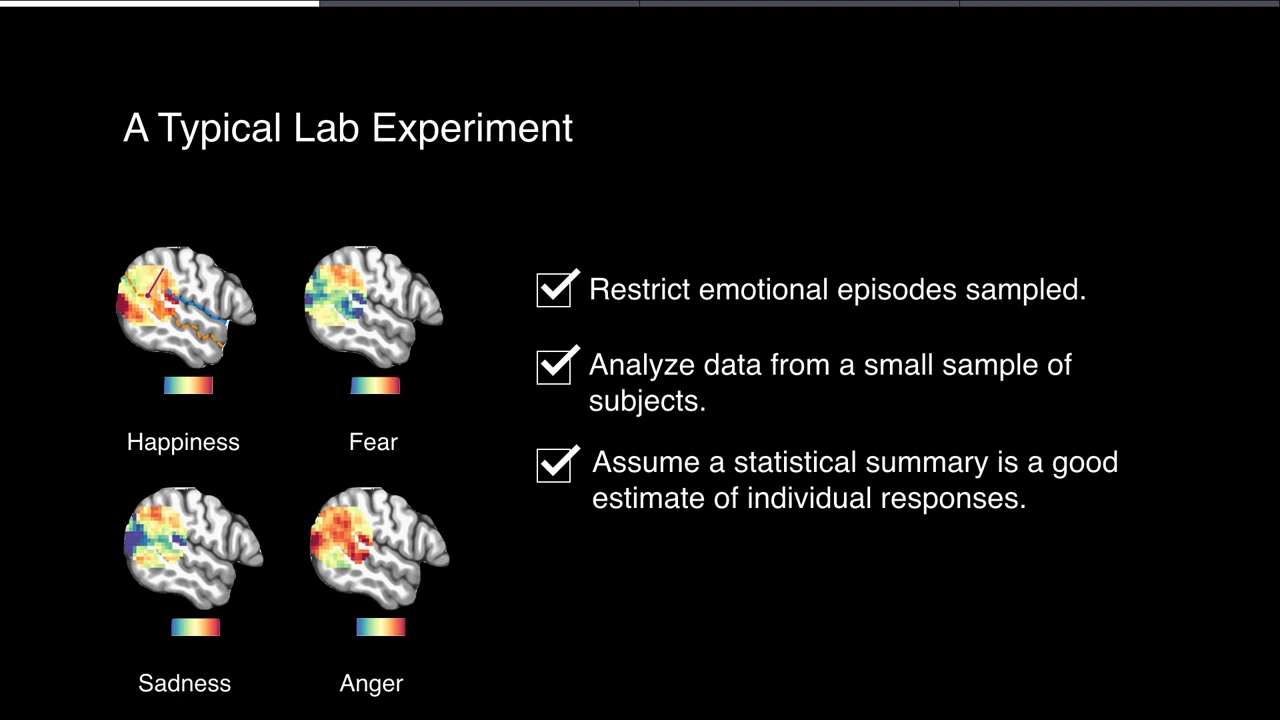 A Typical Lab Experiment
Happiness
Fear
Sadness
Anger
Restrict emotional episodes sampled.
Analyze data from a small sample of
subjects.
Assume a statistical summary is a good
estimate of individual responses.